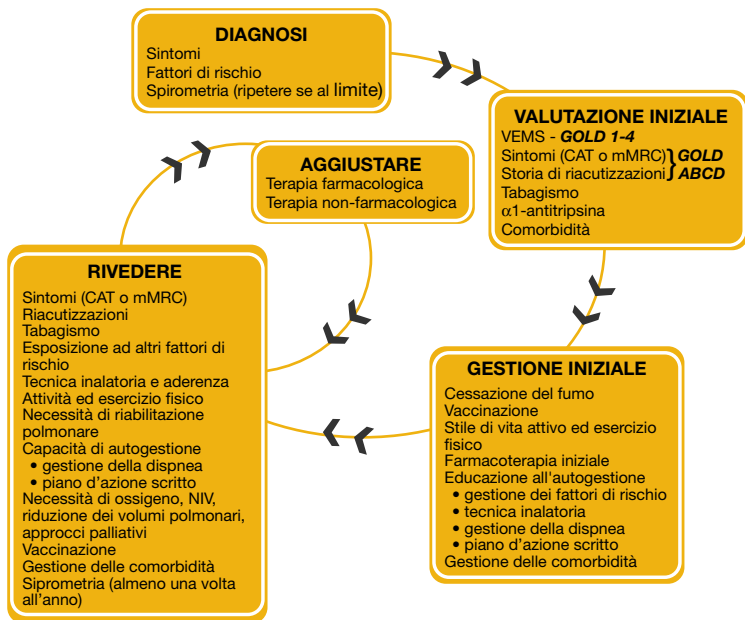 DIAGNOSI
Sintomi
Fattori di rischio
Spirometria (ripetere se al limite)
VALUTAZIONE INIZIALE
VEMS - GOLD 1-4
Sintomi (CAT o mMRC) } GOLD
Storia di riacutizzazioni } ABCD
Tabagismo
α1-antitripsina
Comorbidità
AGGIUSTARE
Terapia farmacologica
Terapia non-farmacologica
RIVEDERE
Sintomi (CAT o mMRC)
Riacutizzazioni
Tabagismo
Esposizione ad altri fattori di
rischio
Tecnica inalatoria e aderenza
Attività ed esercizio fisico
Necessità di riabilitazione
polmonare
Capacità di autogestione
• gestione della dispnea
• piano d'azione scritto
Necessità di ossigeno, NIV,
riduzione dei volumi polmonari,
approcci palliativi
Vaccinazione
Gestione delle comorbidità
Siprometria (almeno una volta
all'anno)
GESTIONE INIZIALE
Cessazione del fumo
Vaccinazione
Stile di vita attivo ed esercizio
fisico
Farmacoterapia iniziale
Educazione all'autogestione
• gestione dei fattori di rischio
• tecnica inalatoria
• gestione della dispnea
• piano d'azione scritto
Gestione delle comorbidità